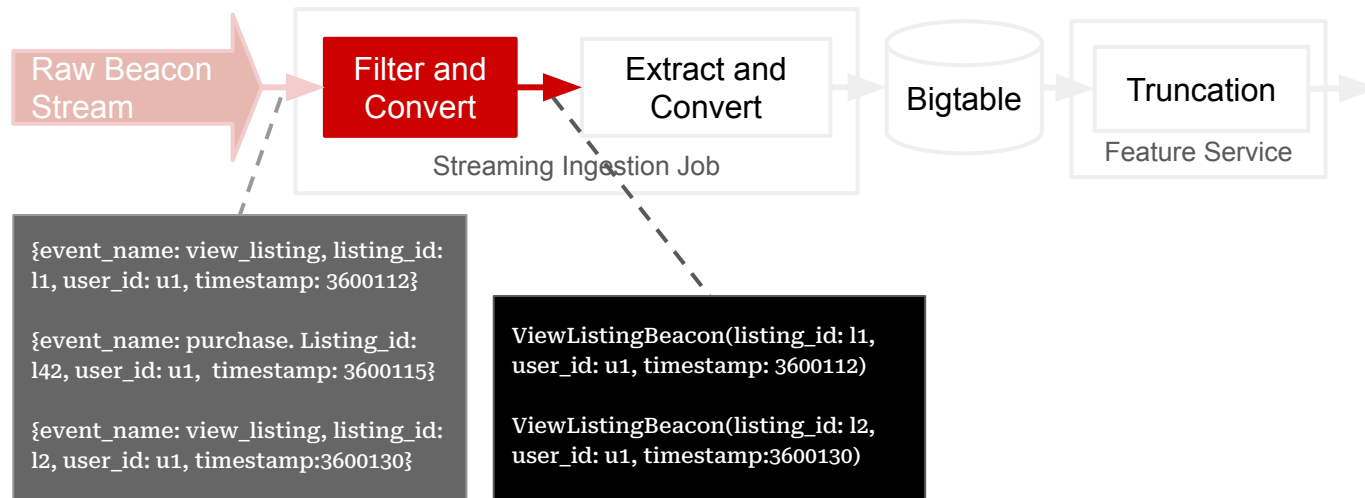 Raw Beacon
Stream
Filter and
Convert
Extract and
Convert
Streaming Ingestion Job
Bigtable
Truncation
Feature Service
{event_name: view_listing, listing_id:
l1, user_id: u1, timestamp: 3600112}
{event_name: purchase. Listing_id:
l42, user_id: u1,  timestamp: 3600115}
{event_name: view_listing, listing_id:
l2, user_id: u1, timestamp:3600130}
ViewListingBeacon(listing_id: l1,
user_id: u1, timestamp: 3600112)
ViewListingBeacon(listing_id: l2,
user_id: u1, timestamp:3600130)